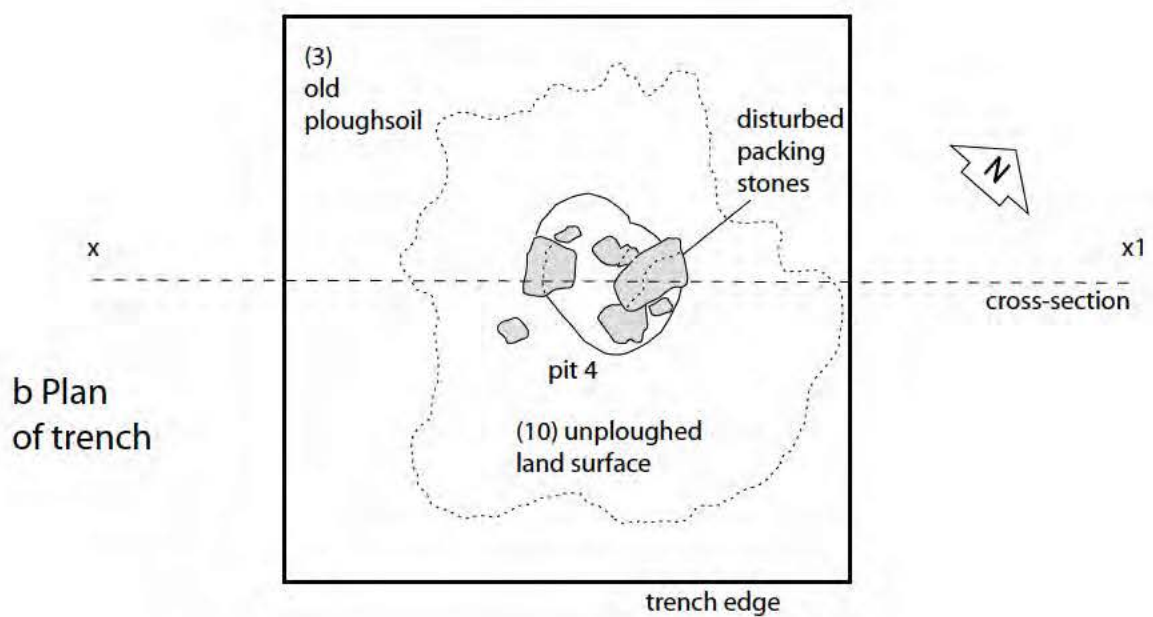 (3)
old
ploughsoil
disturbed
packing
stones
N
x
x1
cross-section
pit 4
b Plan
of trench
(10) unploughed
land surface
trench edge